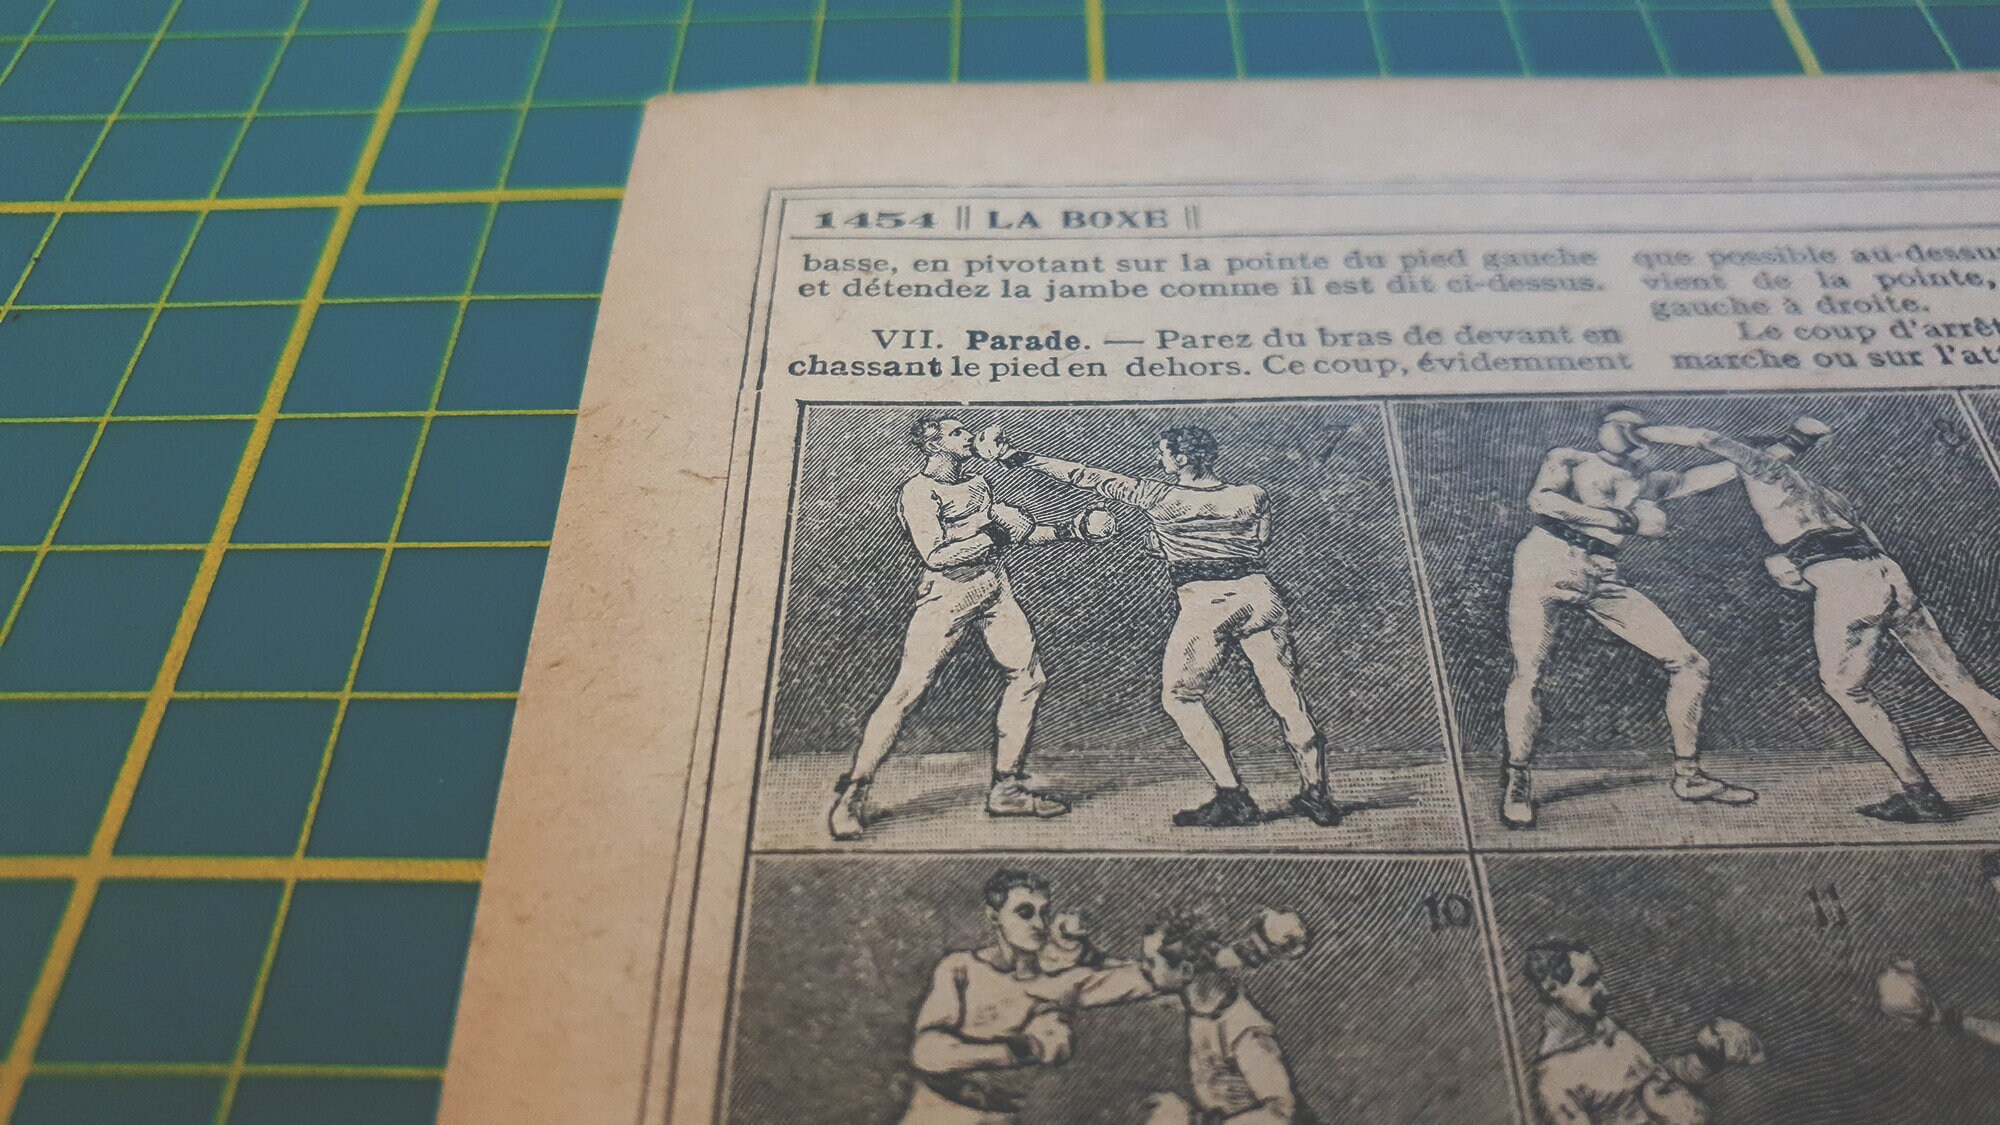 1454 || LA BOXE ||
basse, en pivotant sur la pointe du pied gauche
et détendez la jambe comme il est dit ci-dessus.
VII. Parade. — Parez du bras de devant en
chassant le pied en dehors. Ce coup, évidemment
que possible au-dessu
vient de la pointe,
gauche à droite.
Le coup d'arrêt
marche ou sur l'att
7
8
10
11